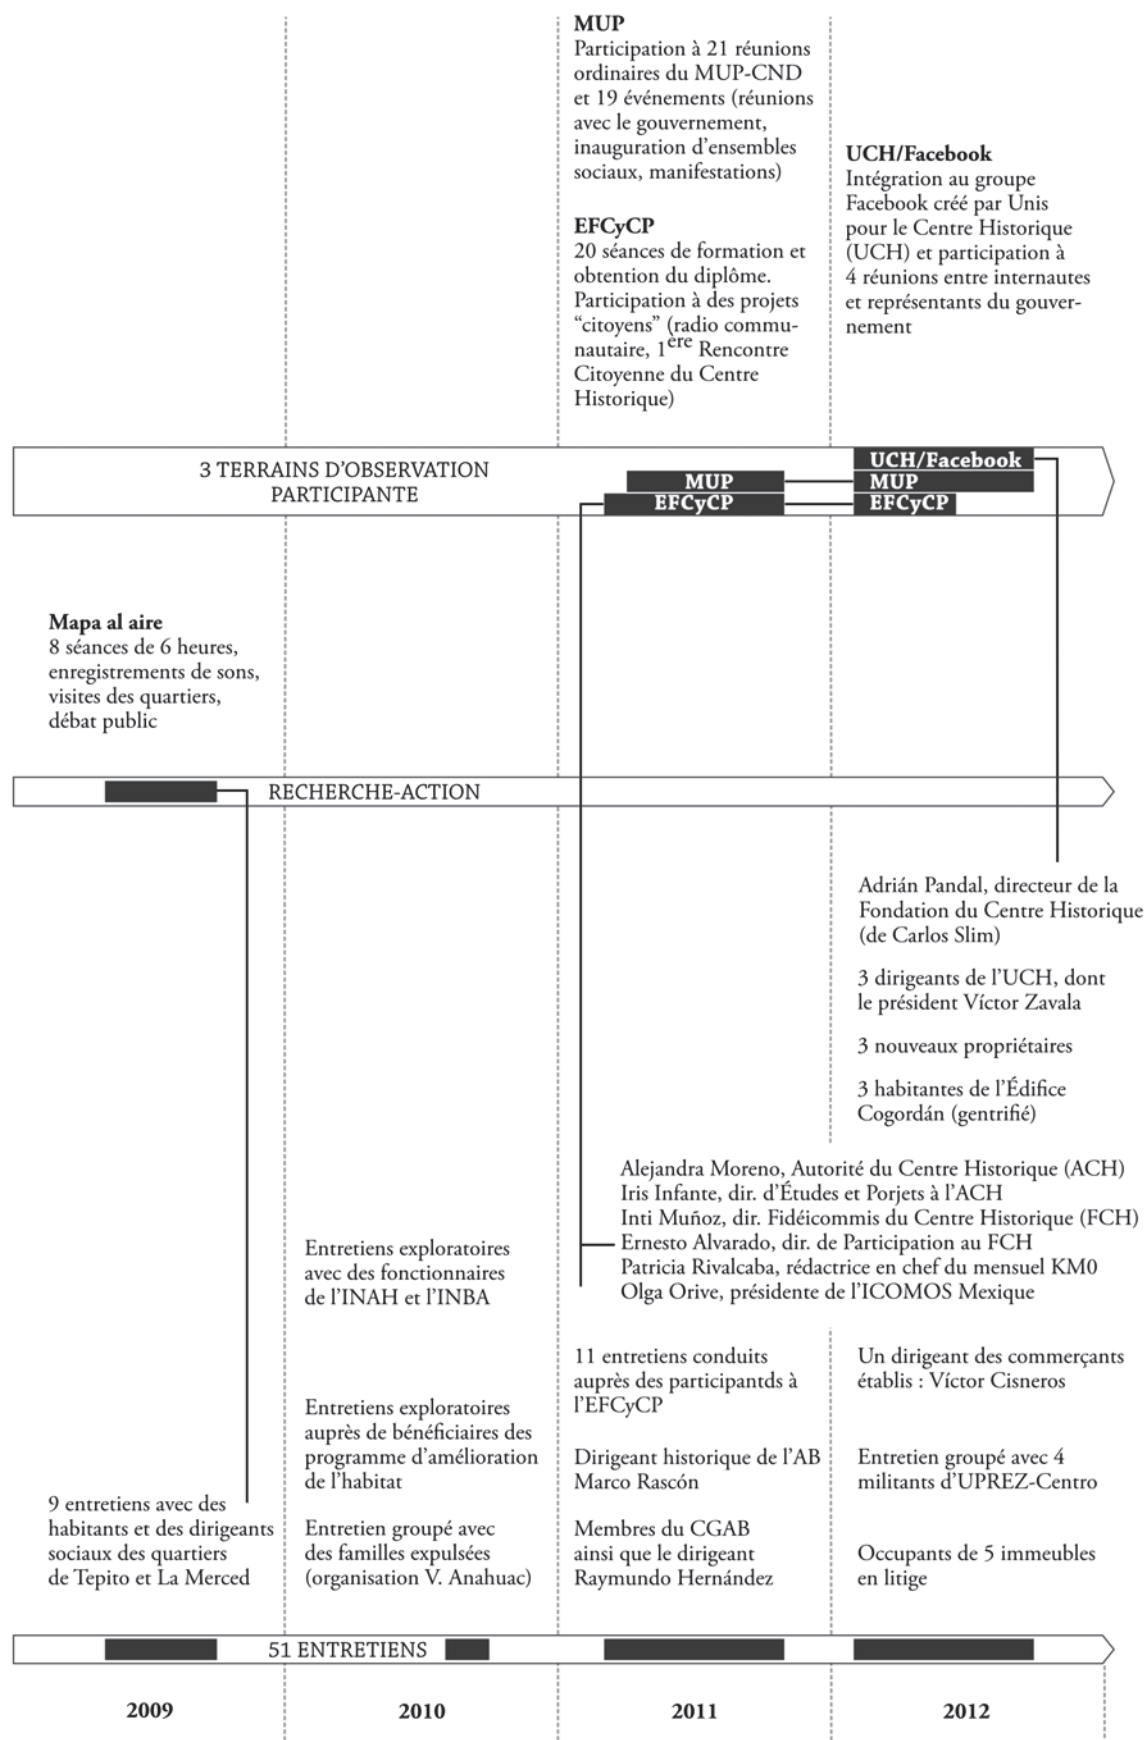 MUP
Participation à 21 réunions
ordinaires du MUP-CND
et 19 événements (réunions
avec le gouvernement,
inauguration d'ensembles
sociaux, manifestations)
EFCyCP
20 séances de formation et
obtention du diplôme.
Participation à des projets
“citoyens” (radio commu-
nautaire, 1ère Rencontre
Citoyenne du Centre
Historique)
UCH/Facebook
Intégration au groupe
Facebook créé par Unis
pour le Centre Historique
(UCH) et participation à
4 réunions entre internautes
et représentants du gouver-
nement
3 TERRAINS D'OBSERVATION
PARTICIPANTE
UCH/Facebook
MUP
MUP
EFCyCP
EFCyCP
Mapa al aire
8 séances de 6 heures,
enregistrements de sons,
visites des quartiers,
débat public
RECHERCHE-ACTION
Adrián Pandal, directeur de la
Fondation du Centre Historique
(de Carlos Slim)
3 dirigeants de l'UCH, dont
le président Víctor Zavala
3 nouveaux propriétaires
3 habitantes de l'Édifice
Cogordán (gentrifié)
Alejandra Moreno, Autorité du Centre Historique (ACH)
Iris Infante, dir. d'Études et Porjets à l'ACH
Inti Muñoz, dir. Fidéicommis du Centre Historique (FCH)
Ernesto Alvarado, dir. de Participation au FCH
Patricia Rivalcaba, rédactrice en chef du mensuel KM0
Olga Orive, présidente de l'ICOMOS Mexique
Entretiens exploratoires
avec des fonctionnaires
de l'INAH et l'INBA
Entretiens exploratoires
auprès de bénéficiaires des
programme d'amélioration
de l'habitat
Entretien groupé avec
des familles expulsées
(organisation V. Anahuac)
9 entretiens avec des
habitants et des dirigeants
sociaux des quartiers
de Tepito et La Merced
11 entretiens conduits
auprès des participantds à
l'EFCyCP
Dirigeant historique de l'AB
Marco Rascón
Membres du CGAB
ainsi que le dirigeant
Raymundo Hernández
Un dirigeant des commerçants
établis : Víctor Cisneros
Entretien groupé avec 4
militants d'UPREZ-Centro
Occupants de 5 immeubles
en litige
51 ENTRETIENS
2009
2010
2011
2012